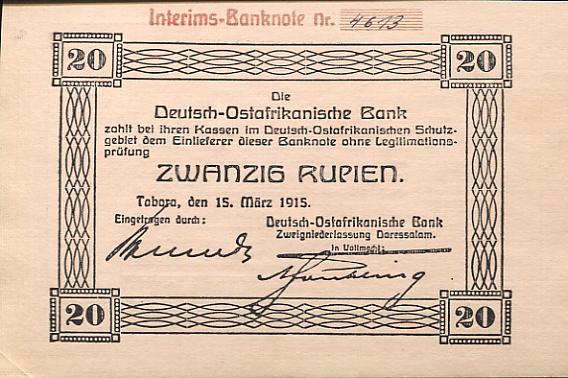 Interims-Banknote Nr. 4613
20 20
Die
Deutsch-Ostafrikanische Bank
zahlt bei ihren Kassen im Deutsch-Ostafrikanischen Schutz-
gebiet dem Einlieferer dieser Banknote ohne Legitimations-
prüfung
ZWANZIG RUPIEN.
Tabora, den 15. März 1915.
Eingetragen durch: Deutsch-Ostafrikanische Bank
Zweigniederlassung Daressalam.
In Vollmacht:
20 20